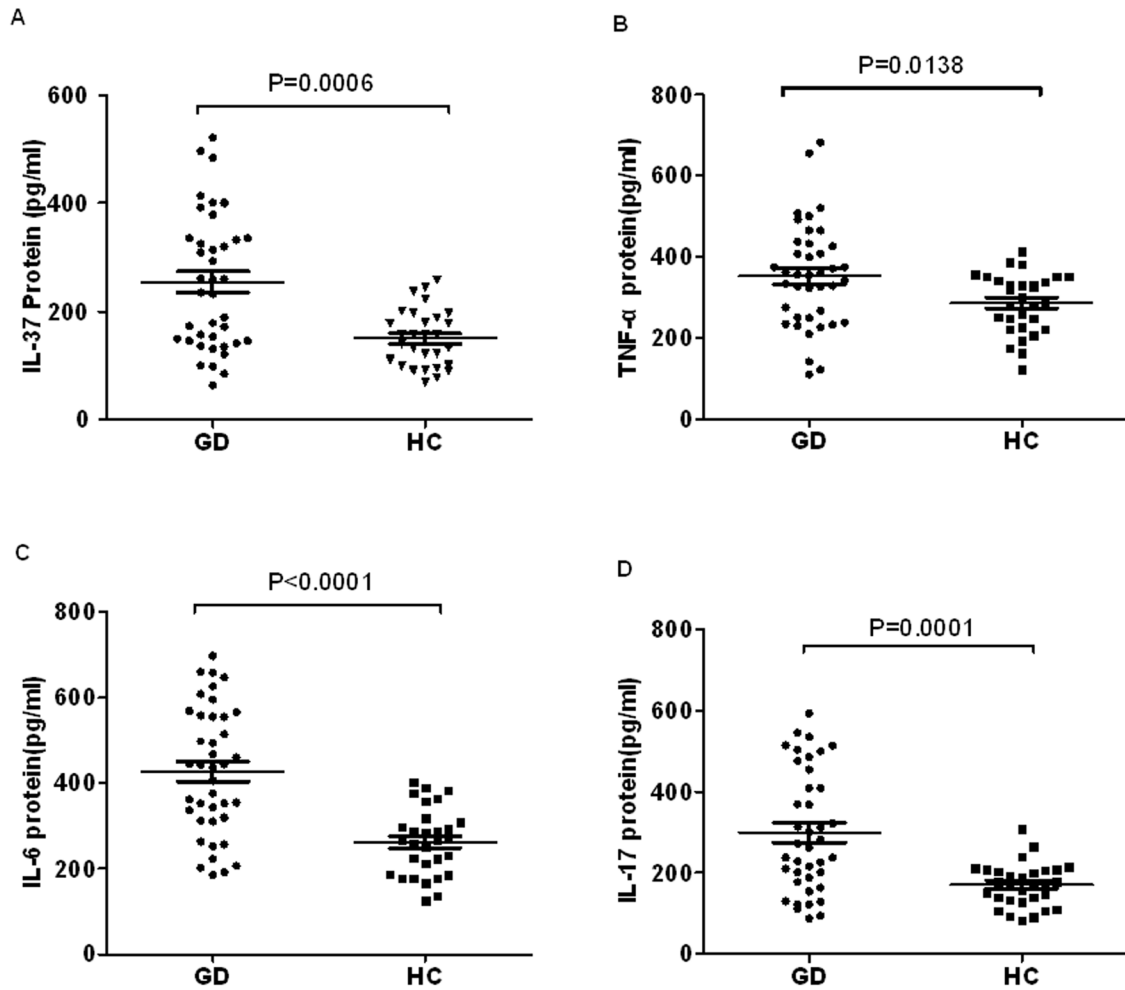 A
P=0.0006
IL-37 Protein (pg/ml)
600
400
200
0
GD HC
B
P=0.0138
TNF-α protein(pg/ml)
800
600
400
200
0
GD HC
C
P<0.0001
IL-6 protein(pg/ml)
800
600
400
200
0
GD HC
D
P=0.0001
IL-17 protein(pg/ml)
800
600
400
200
0
GD HC